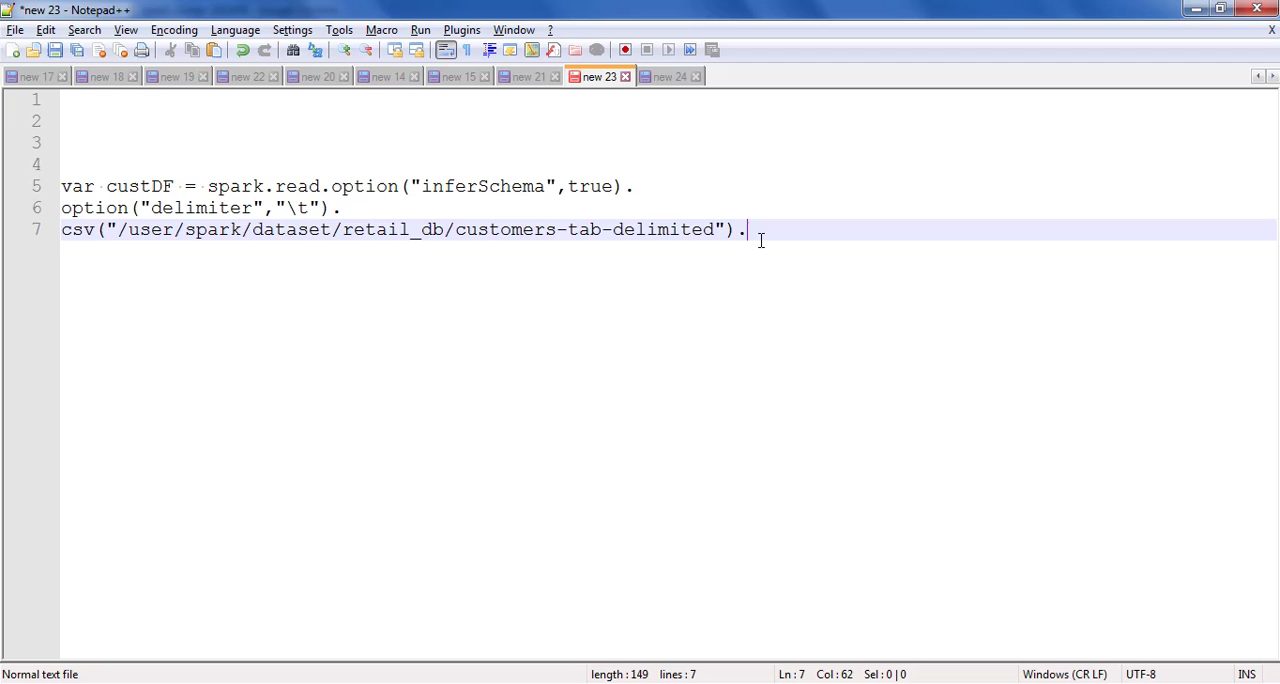 *new 23 - Notepad++
File Edit Search View Encoding Language Settings Tools Macro Run Plugins Window ? X
new 17 new 18 new 19 new 22 new 20 new 14 new 15 new 21 new 23 new 24
1
2
3
4
5 var custDF = spark.read.option("inferSchema",true).
6 option("delimiter","\t").
7 csv("/user/spark/dataset/retail_db/customers-tab-delimited").
Normal text file length : 149 lines : 7 Ln : 7 Col : 62 Sel : 0 | 0 Windows (CR LF) UTF-8 INS